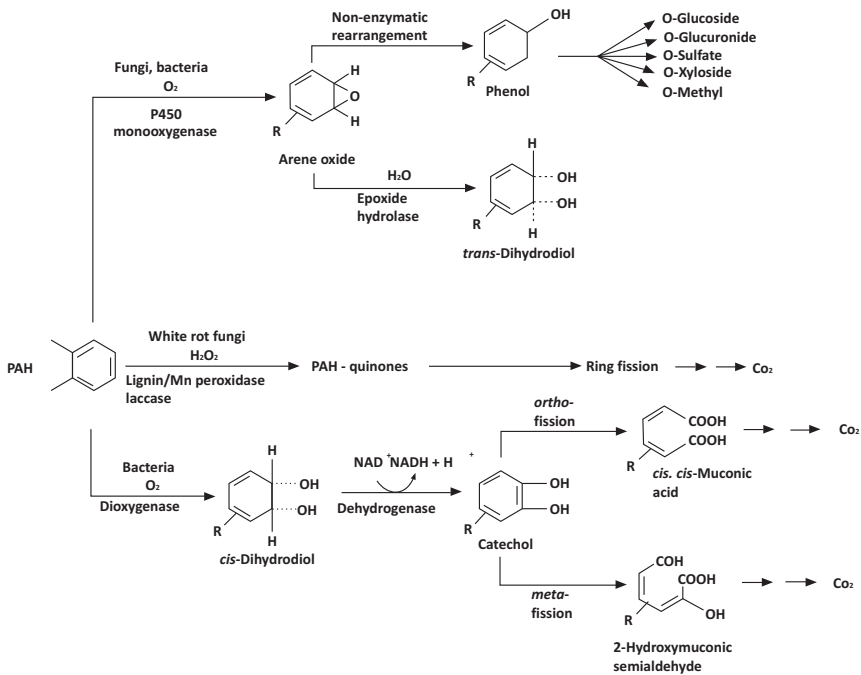 Non-enzymatic
rearrangement
OH
R
Phenol
O-Glucoside
O-Glucuronide
O-Sulfate
O-Xyloside
O-Methyl
Fungi, bacteria
O₂
P450
monooxygenase
H
O
H
R
Arene oxide
H₂O
Epoxide
hydrolase
H
OH
OH
R
H
trans-Dihydrodiol
PAH
White rot fungi
H₂O₂
Lignin/Mn peroxidase
laccase
PAH - quinones
Ring fission
Co₂
Bacteria
O₂
Dioxygenase
H
OH
OH
R
H
cis-Dihydrodiol
NAD ⁺NADH + H ⁺
Dehydrogenase
OH
OH
R
Catechol
ortho-
fission
COOH
COOH
R
cis. cis-Muconic
acid
Co₂
meta-
fission
COH
COOH
OH
R
2-Hydroxymuconic
semialdehyde
Co₂